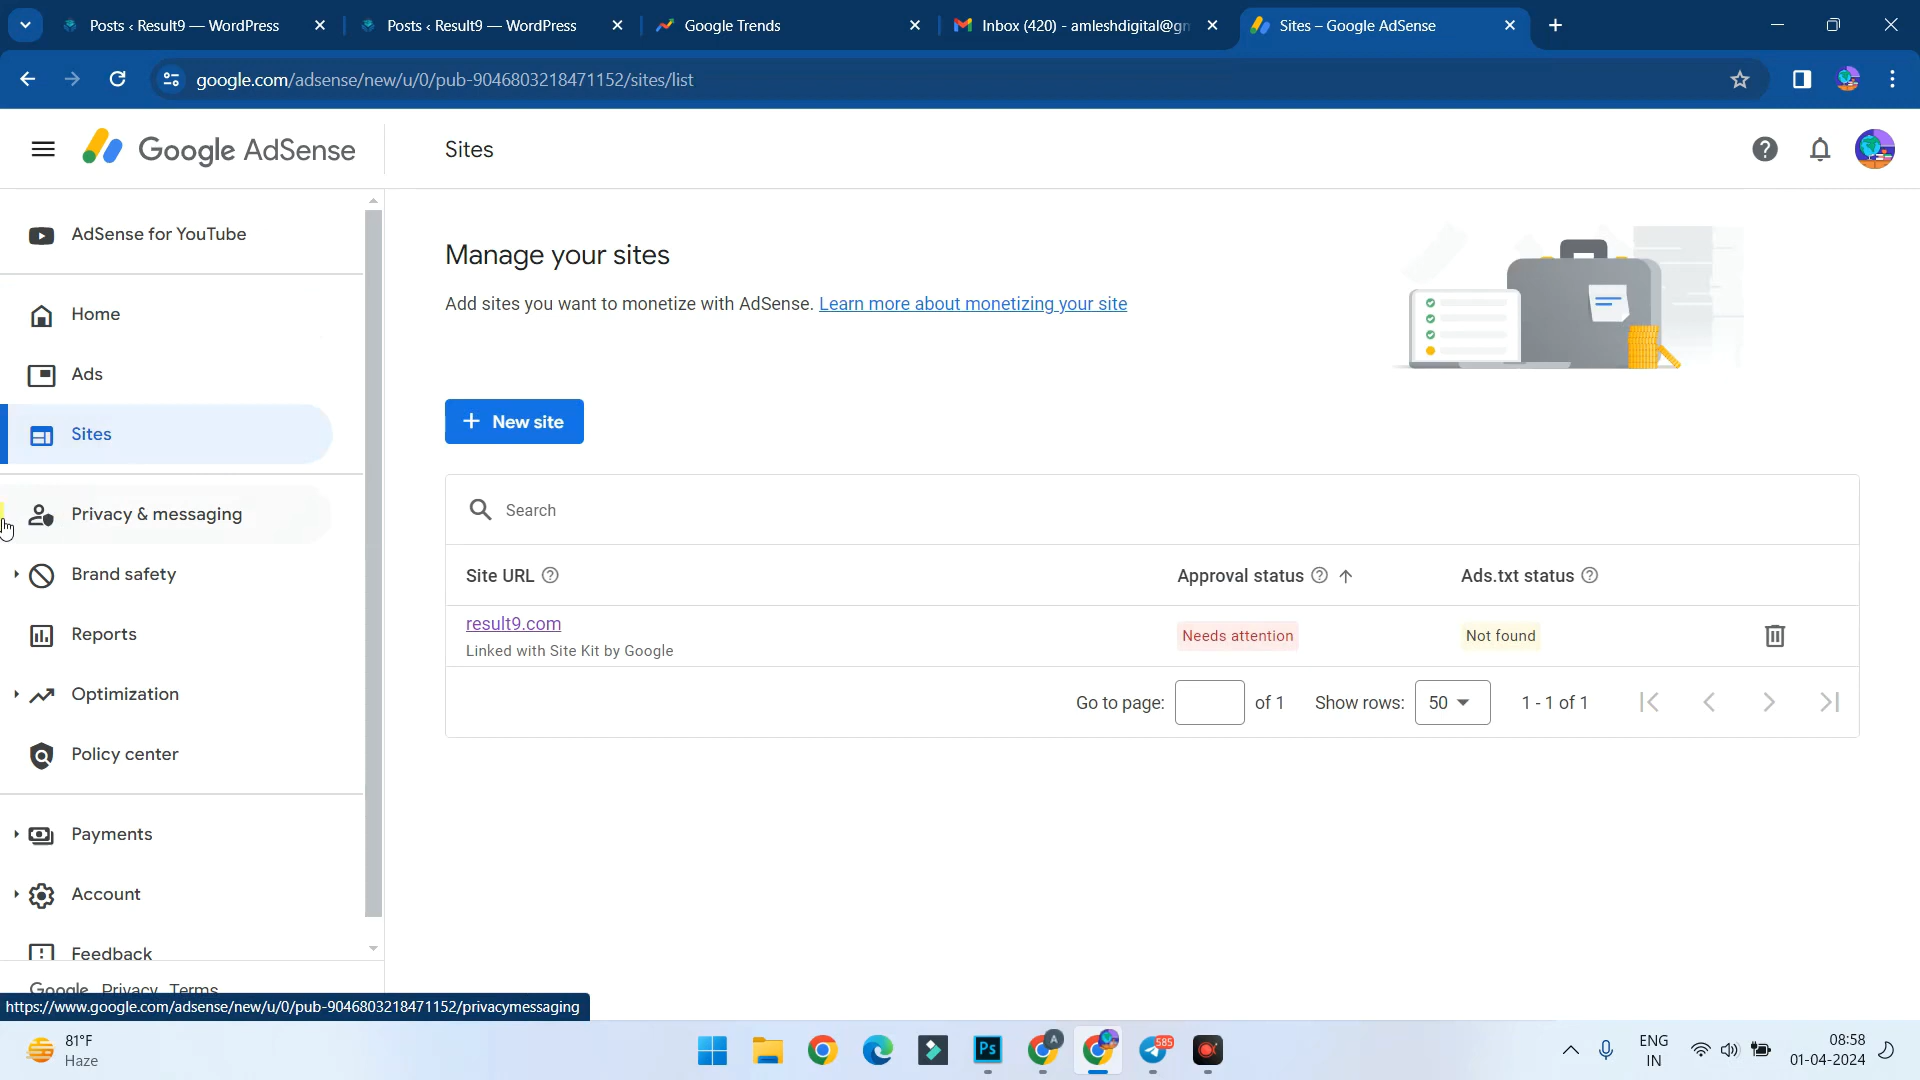 Posts ‹ Result9 — WordPress
Posts ‹ Result9 — WordPress
Google Trends
Inbox (420) - amleshdigital@gn
Sites – Google AdSense
google.com/adsense/new/u/0/pub-9046803218471152/sites/list
Google AdSense
Sites
AdSense for YouTube
Home
Ads
Sites
Privacy & messaging
Brand safety
Reports
Optimization
Policy center
Payments
Account
Feedback
Google Privacy Terms
https://www.google.com/adsense/new/u/0/pub-9046803218471152/privacymessaging
Manage your sites
Add sites you want to monetize with AdSense. Learn more about monetizing your site
+ New site
Search
Site URL
Approval status
Ads.txt status
result9.com
Linked with Site Kit by Google
Needs attention
Not found
Go to page: of 1 Show rows: 50 1 - 1 of 1
81°F
Haze
Ps
A
585
ENG
IN
08:58
01-04-2024